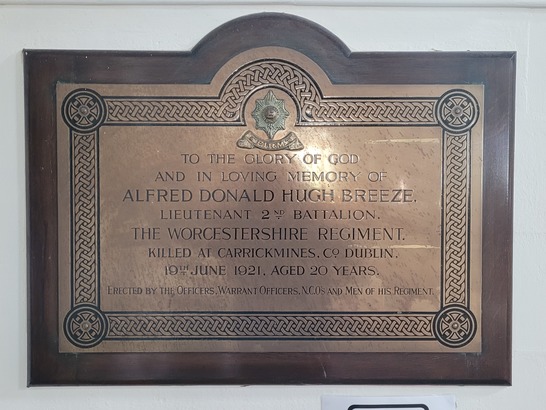 TO THE GLORY OF GOD
AND IN LOVING MEMORY OF
ALFRED DONALD HUGH BREEZE,
LIEUTENANT 2ND BATTALION.
THE WORCESTERSHIRE REGIMENT.
KILLED AT CARRICKMINES, CO DUBLIN.
19TH JUNE 1921, AGED 20 YEARS.
ERECTED BY THE OFFICERS, WARRANT OFFICERS, N.C.OS AND MEN OF HIS REGIMENT.